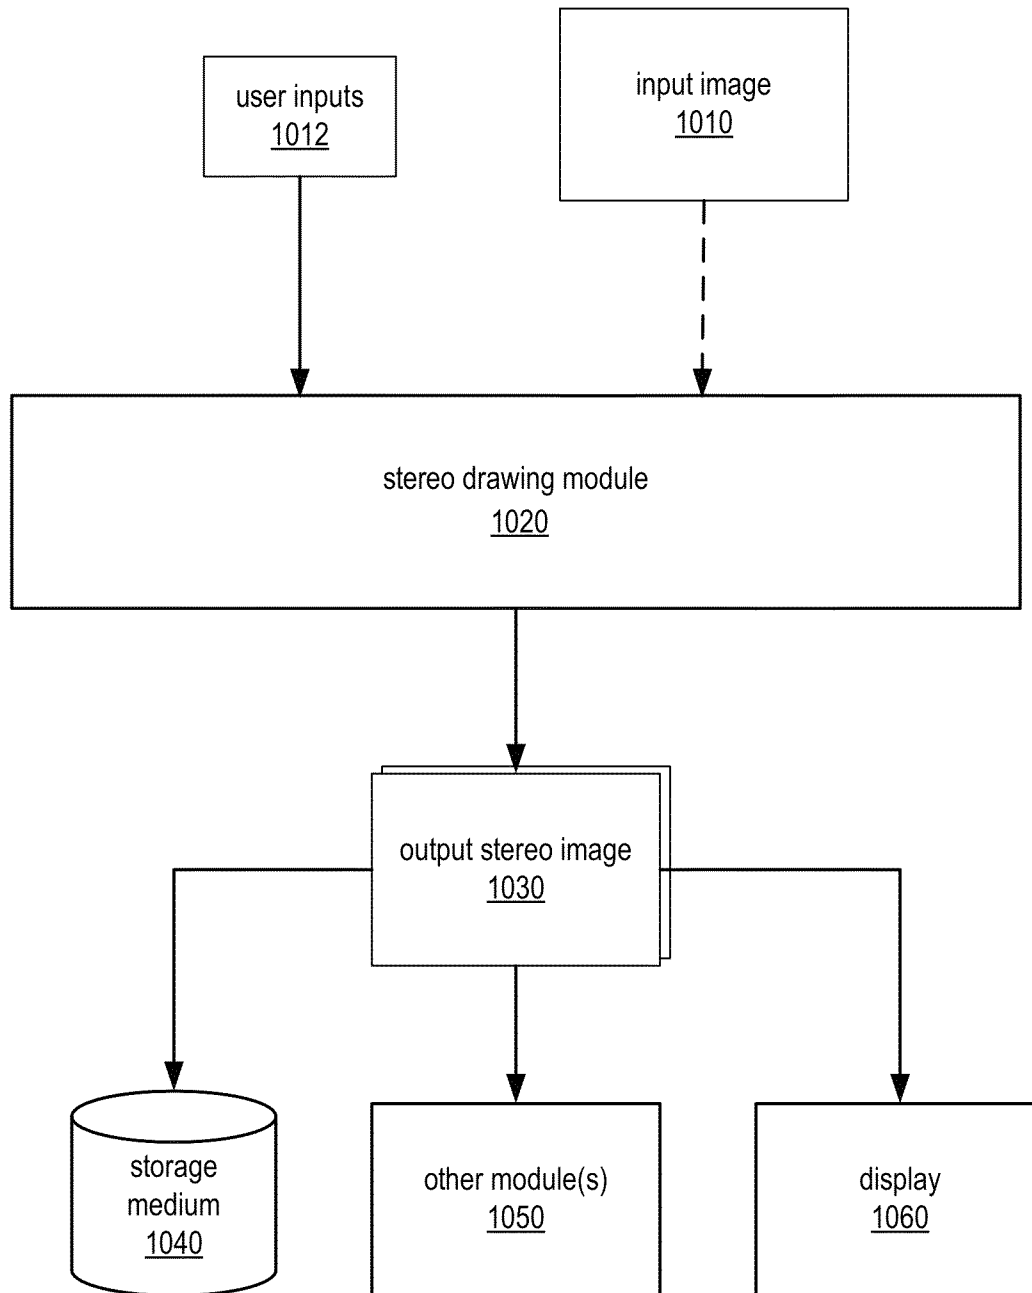 user inputs
1012
input image
1010
stereo drawing module
1020
output stereo image
1030
storage
medium
1040
other module(s)
1050
display
1060